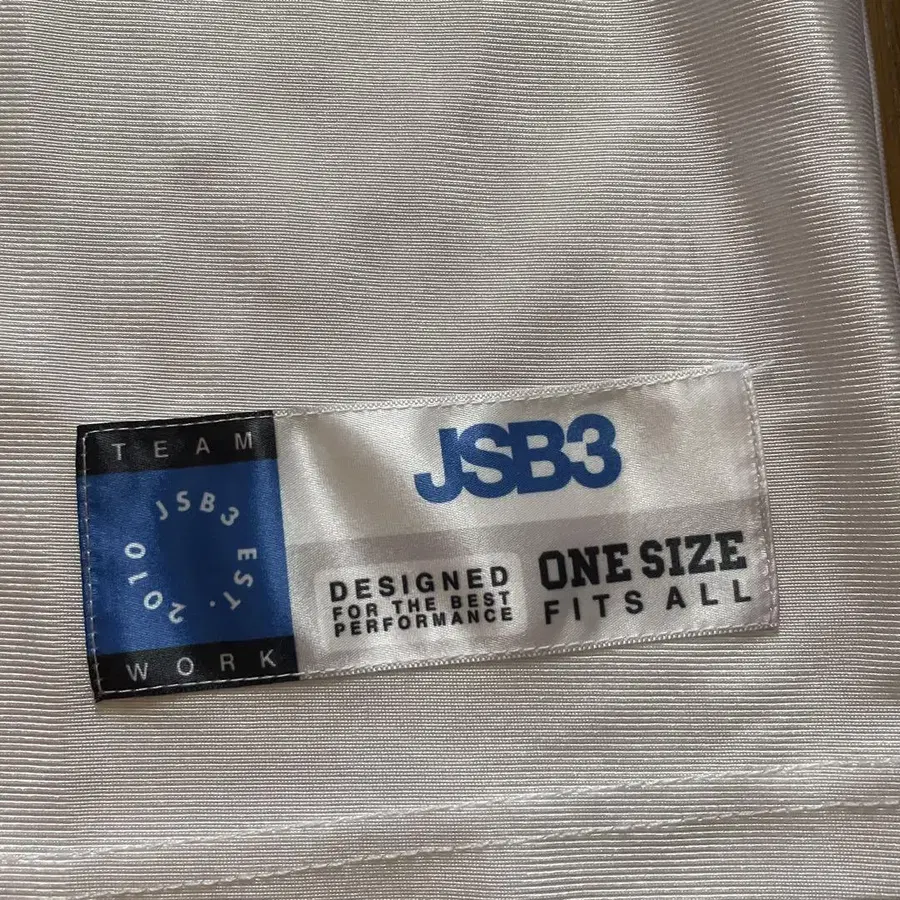 TEAM
JSB3 EST. 2010
WORK
JSB3
DESIGNED
FOR THE BEST
PERFORMANCE
ONE SIZE
FITS ALL